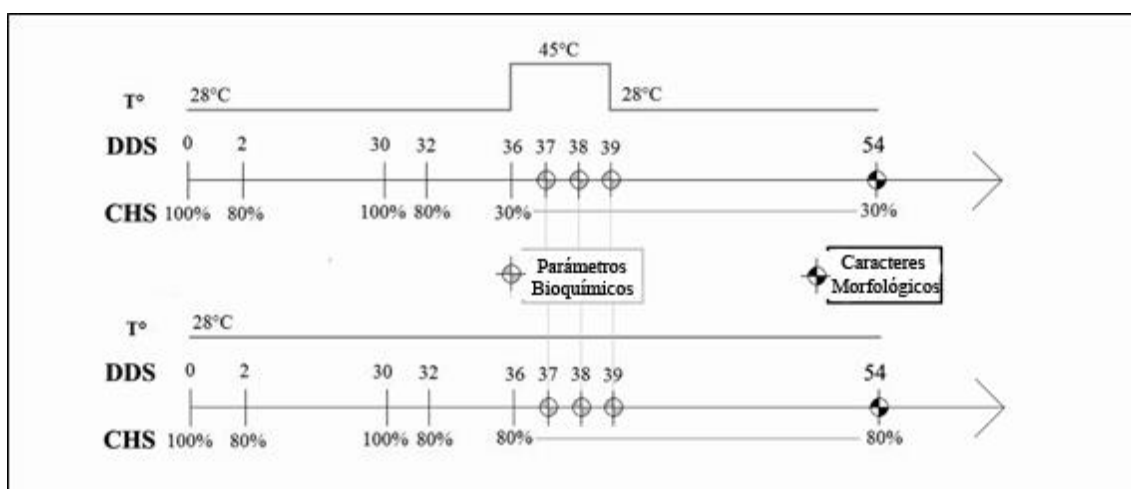 45°C
T° 28°C 28°C
DDS 0 2 30 32 36 37 38 39 54
CHS 100% 80% 100% 80% 30% 30%
Parámetros
Bioquímicos
Caracteres
Morfológicos
T° 28°C
DDS 0 2 30 32 36 37 38 39 54
CHS 100% 80% 100% 80% 80% 80%